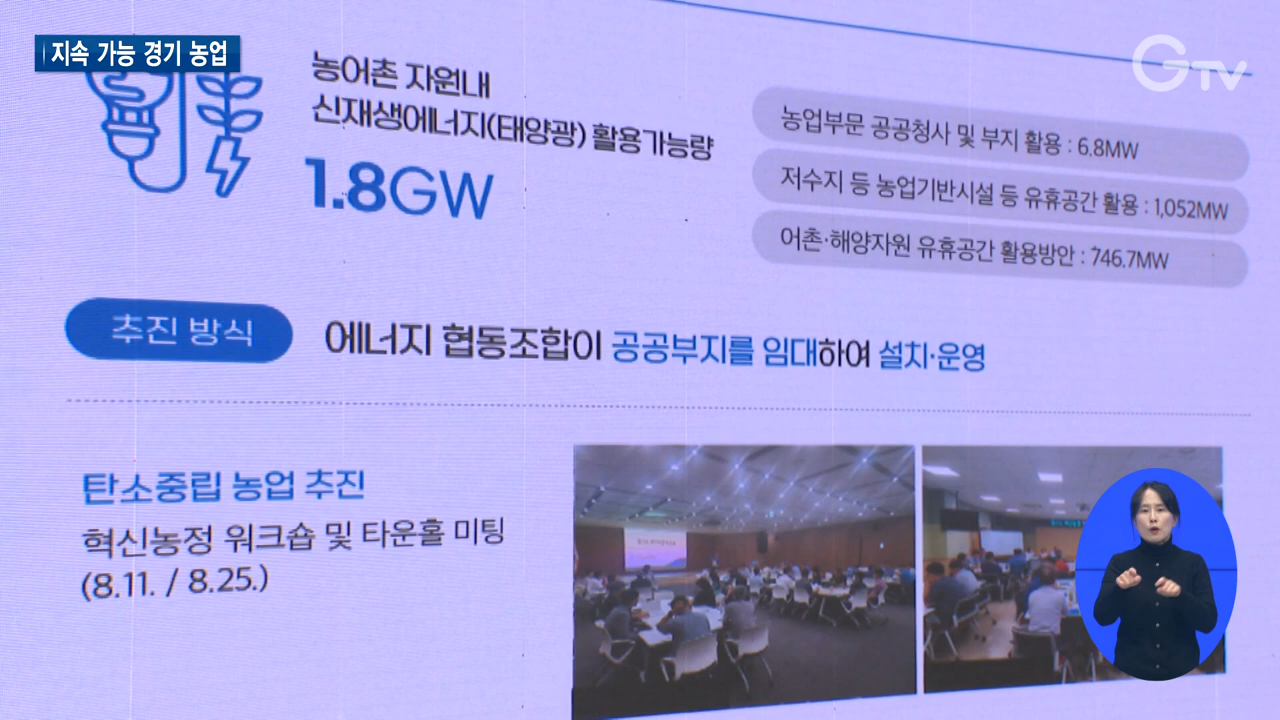 지속 가능 경기 농업
GTV
농어촌 자원내
신재생에너지(태양광) 활용가능량
1.8GW
농업부문 공공청사 및 부지 활용 : 6.8MW
저수지 등 농업기반시설 등 유휴공간 활용 : 1,052MW
어촌·해양자원 유휴공간 활용방안 : 746.7MW
추진 방식
에너지 협동조합이 공공부지를 임대하여 설치·운영
탄소중립 농업 추진
혁신농정 워크숍 및 타운홀 미팅
(8.11. / 8.25.)